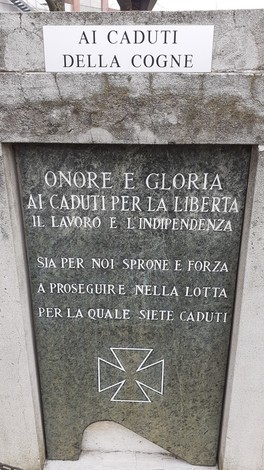 AI CADUTI
DELLA COGNE
ONORE E GLORIA
AI CADUTI PER LA LIBERTA
IL LAVORO E L'INDIPENDENZA
SIA PER NOI SPRONE E FORZA
A PROSEGUIRE NELLA LOTTA
PER LA QUALE SIETE CADUTI